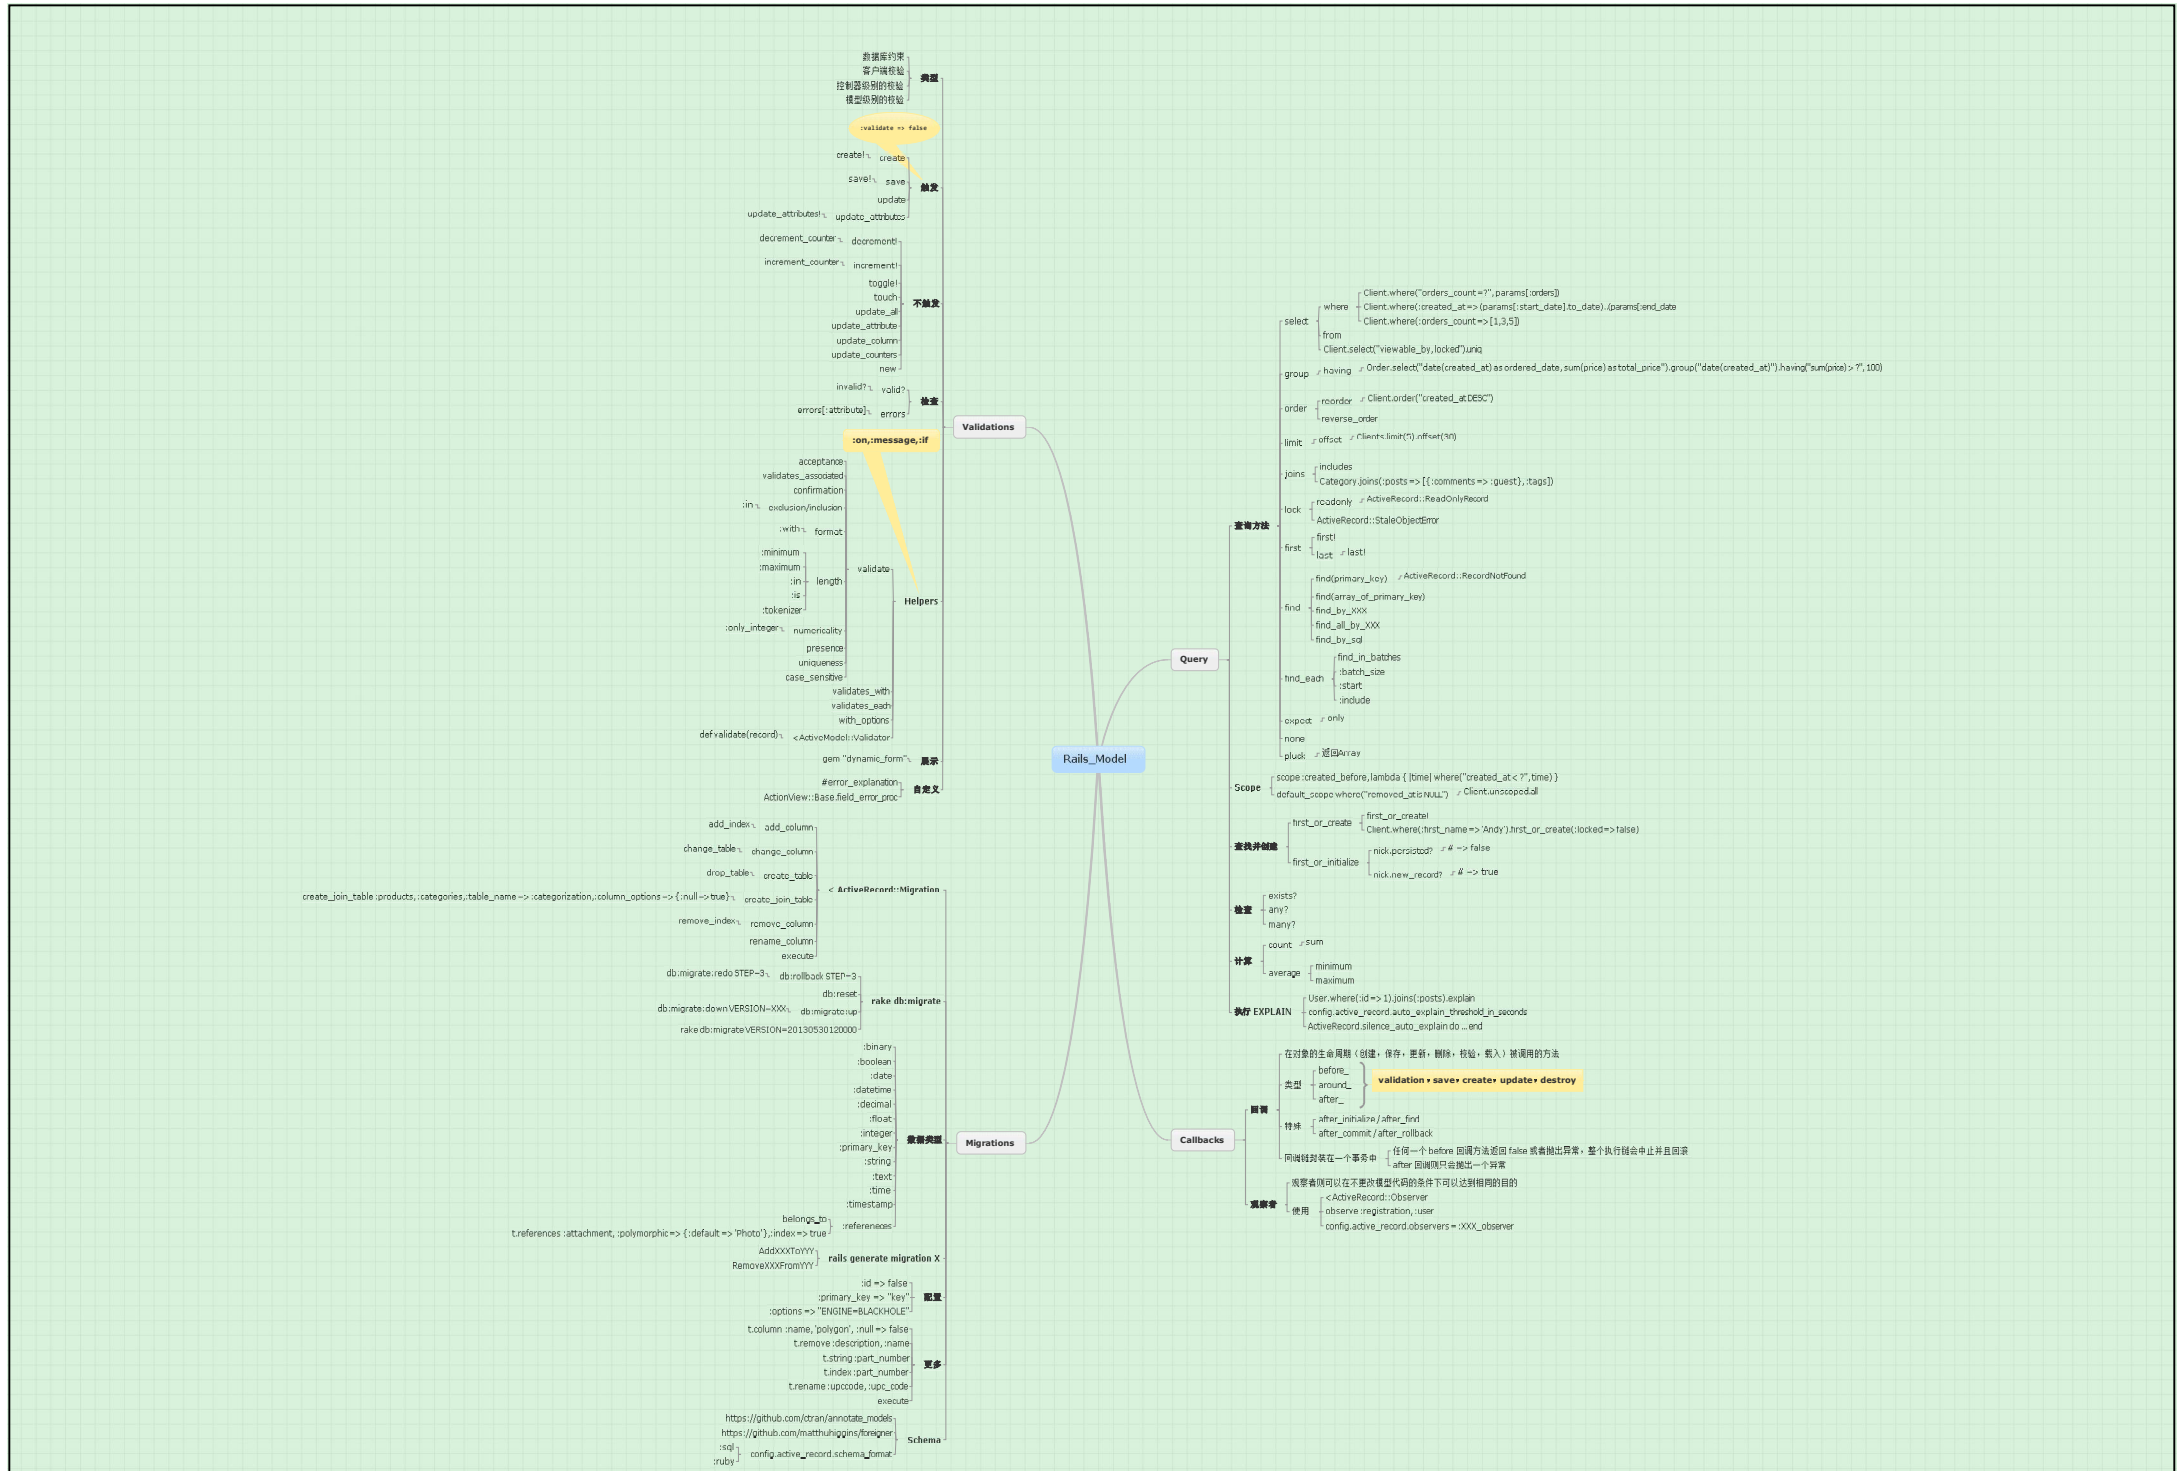 Rails_Model
Validations
类型
数据库约束
客户端校验
控制器级别的校验
模型级别的校验
:validate => false
触发
create
create!
save
save!
update
update_attributes
update_attributes!
不触发
decrement!
decrement_counter
increment!
increment_counter
toggle!
touch
update_all
update_attribute
update_column
update_counters
new
检查
valid?
invalid?
errors
errors[:attribute]
:on,:message,:if
Helpers
validate
acceptance
validates_associated
confirmation
exclusion/inclusion
:in
format
:with
length
:minimum
:maximum
:in
:is
:tokenizer
numericality
:only_integer
presence
uniqueness
case_sensitive
validates_with
validates_each
with_options
<ActiveModel::Validator
def validate(record)
展示
gem "dynamic_form"
自定义
#error_explanation
ActionView::Base.field_error_proc
Migrations
< ActiveRecord::Migration
add_column
add_index
change_column
change_table
create_table
drop_table
create_join_table
create_join_table :products,:categories,:table_name => :categorization,:column_options => {:null => true}
remove_column
remove_index
rename_column
execute
rake db:migrate
db:rollback STEP=3
db:migrate:redo STEP=3
db:reset
db:migrate:up
db:migrate:down VERSION=XXX
rake db:migrate VERSION=20130530120000
数据类型
:binary
:boolean
:date
:datetime
:decimal
:float
:integer
:primary_key
:string
:text
:time
:timestamp
:references
belongs_to
t.references :attachment, :polymorphic => {:default => 'Photo'},:index => true
rails generate migration X
AddXXXToYYY
RemoveXXXFromYYY
配置
:id => false
:primary_key => "key"
:options => "ENGINE=BLACKHOLE"
更多
t.column :name, 'polygon', :null => false
t.remove :description, :name
t.string :part_number
t.index :part_number
t.rename :upccode, :upc_code
execute
Schema
https://github.com/ctran/annotate_models
https://github.com/matthuhiggins/foreigner
config.active_record.schema_format
:sql
:ruby
Query
查询方法
select
where
Client.where("orders_count =?", params[:orders])
Client.where(:created_at => (params[:start_date].to_date)..(params[:end_date
Client.where(:orders_count => [1,3,5])
from
Client.select("viewable_by, locked").uniq
group
having
Order.select("date(created_at) as ordered_date, sum(price) as total_price").group("date(created_at)").having("sum(price) > ?", 100)
order
reorder
Client.order("created_at DESC")
reverse_order
limit
offset
Clients.limit(5).offset(30)
joins
includes
Category.joins(:posts => [{:comments => :guest}, :tags])
lock
readonly
ActiveRecord::ReadOnlyRecord
ActiveRecord::StaleObjectError
first
first!
last
last!
find
find(primary_key)
ActiveRecord::RecordNotFound
find(array_of_primary_key)
find_by_XXX
find_all_by_XXX
find_by_sql
find_each
find_in_batches
:batch_size
:start
:include
expect
only
none
pluck
返回Array
Scope
scope :created_before, lambda { |time| where("created_at < ?", time) }
default_scope where("removed_at is NULL")
Client.unscoped.all
查找并创建
first_or_create
first_or_create!
Client.where(:first_name => 'Andy').first_or_create(:locked => false)
first_or_initialize
nick.persisted?
# => false
nick.new_record?
# => true
检查
exists?
any?
many?
计算
count
sum
average
minimum
maximum
执行 EXPLAIN
User.where(:id => 1).joins(:posts).explain
config.active_record.auto_explain_threshold_in_seconds
ActiveRecord.silence_auto_explain do ... end
Callbacks
回调
在对象的生命周期（创建，保存，更新，删除，校验，载入）被调用的方法
类型
before_
around_
after_
validation，save，create，update，destroy
特殊
after_initialize / after_find
after_commit / after_rollback
回调链封装在一个事务中
任何一个 before 回调方法返回 false 或者抛出异常，整个执行链会中止并且回滚
after 回调则只会抛出一个异常
观察者
观察者则可以在不更改模型代码的条件下可以达到相同的目的
使用
<ActiveRecord::Observer
observe :registration, :user
config.active_record.observers = :XXX_observer